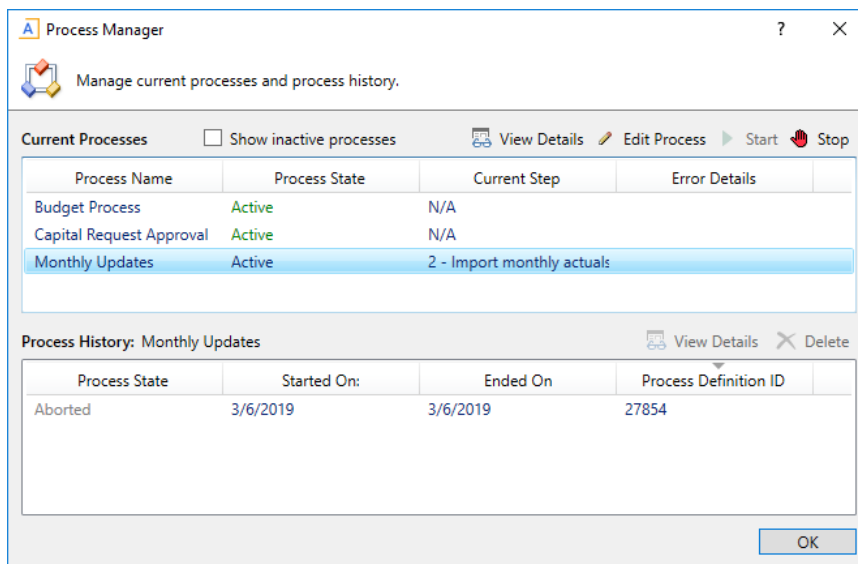 A Process Manager ?
Manage current processes and process history.
Current Processes Show inactive processes View Details Edit Process Start Stop
Process Name Process State Current Step Error Details
Budget Process Active N/A
Capital Request Approval Active N/A
Monthly Updates Active 2 - Import monthly actuals
Process History: Monthly Updates View Details Delete
Process State Started On: Ended On Process Definition ID
Aborted 3/6/2019 3/6/2019 27854
OK